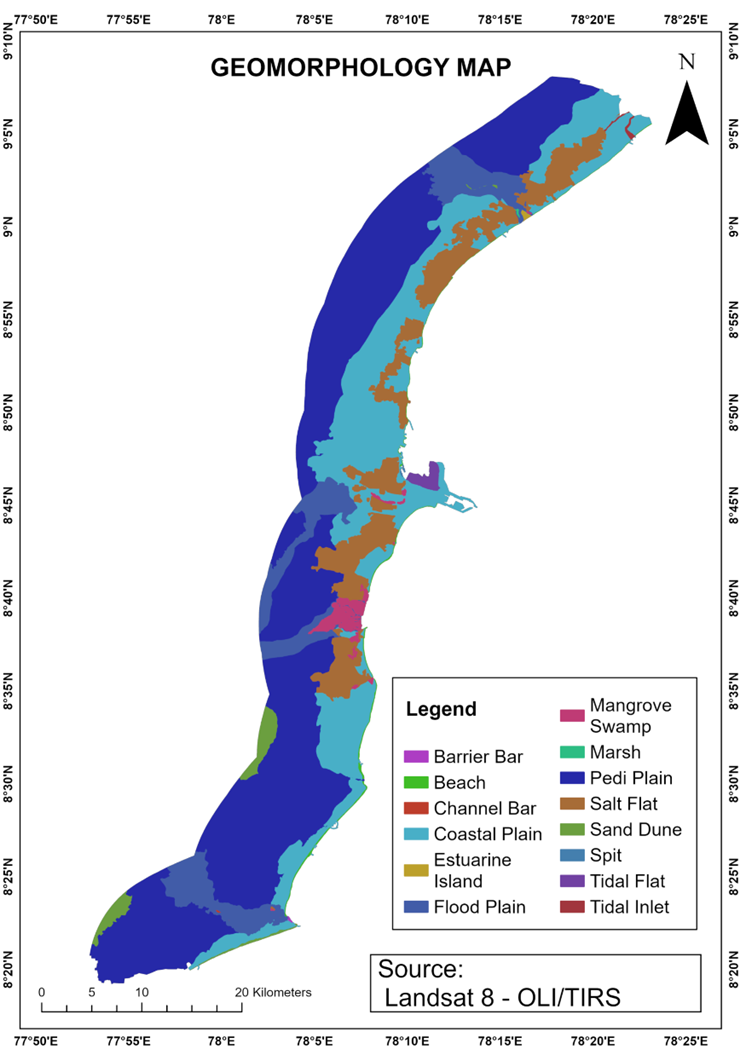 77°50'E 77°55'E 78°E 78°5'E 78°10'E 78°15'E 78°20'E 78°25'E
GEOMORPHOLOGY MAP
N
9°10'N
9°5'N
9°N
8°55'N
8°50'N
8°45'N
8°40'N
8°35'N
8°30'N
8°25'N
8°20'N
9°10'N
9°5'N
9°N
8°55'N
8°50'N
8°45'N
8°40'N
8°35'N
8°30'N
8°25'N
8°20'N
Legend
Barrier Bar
Beach
Channel Bar
Coastal Plain
Estuarine
Island
Flood Plain
Mangrove
Swamp
Marsh
Pedi Plain
Salt Flat
Sand Dune
Spit
Tidal Flat
Tidal Inlet
Source:
Landsat 8 - OLI/TIRS
0 5 10 20 Kilometers
77°50'E 77°55'E 78°E 78°5'E 78°10'E 78°15'E 78°20'E 78°25'E